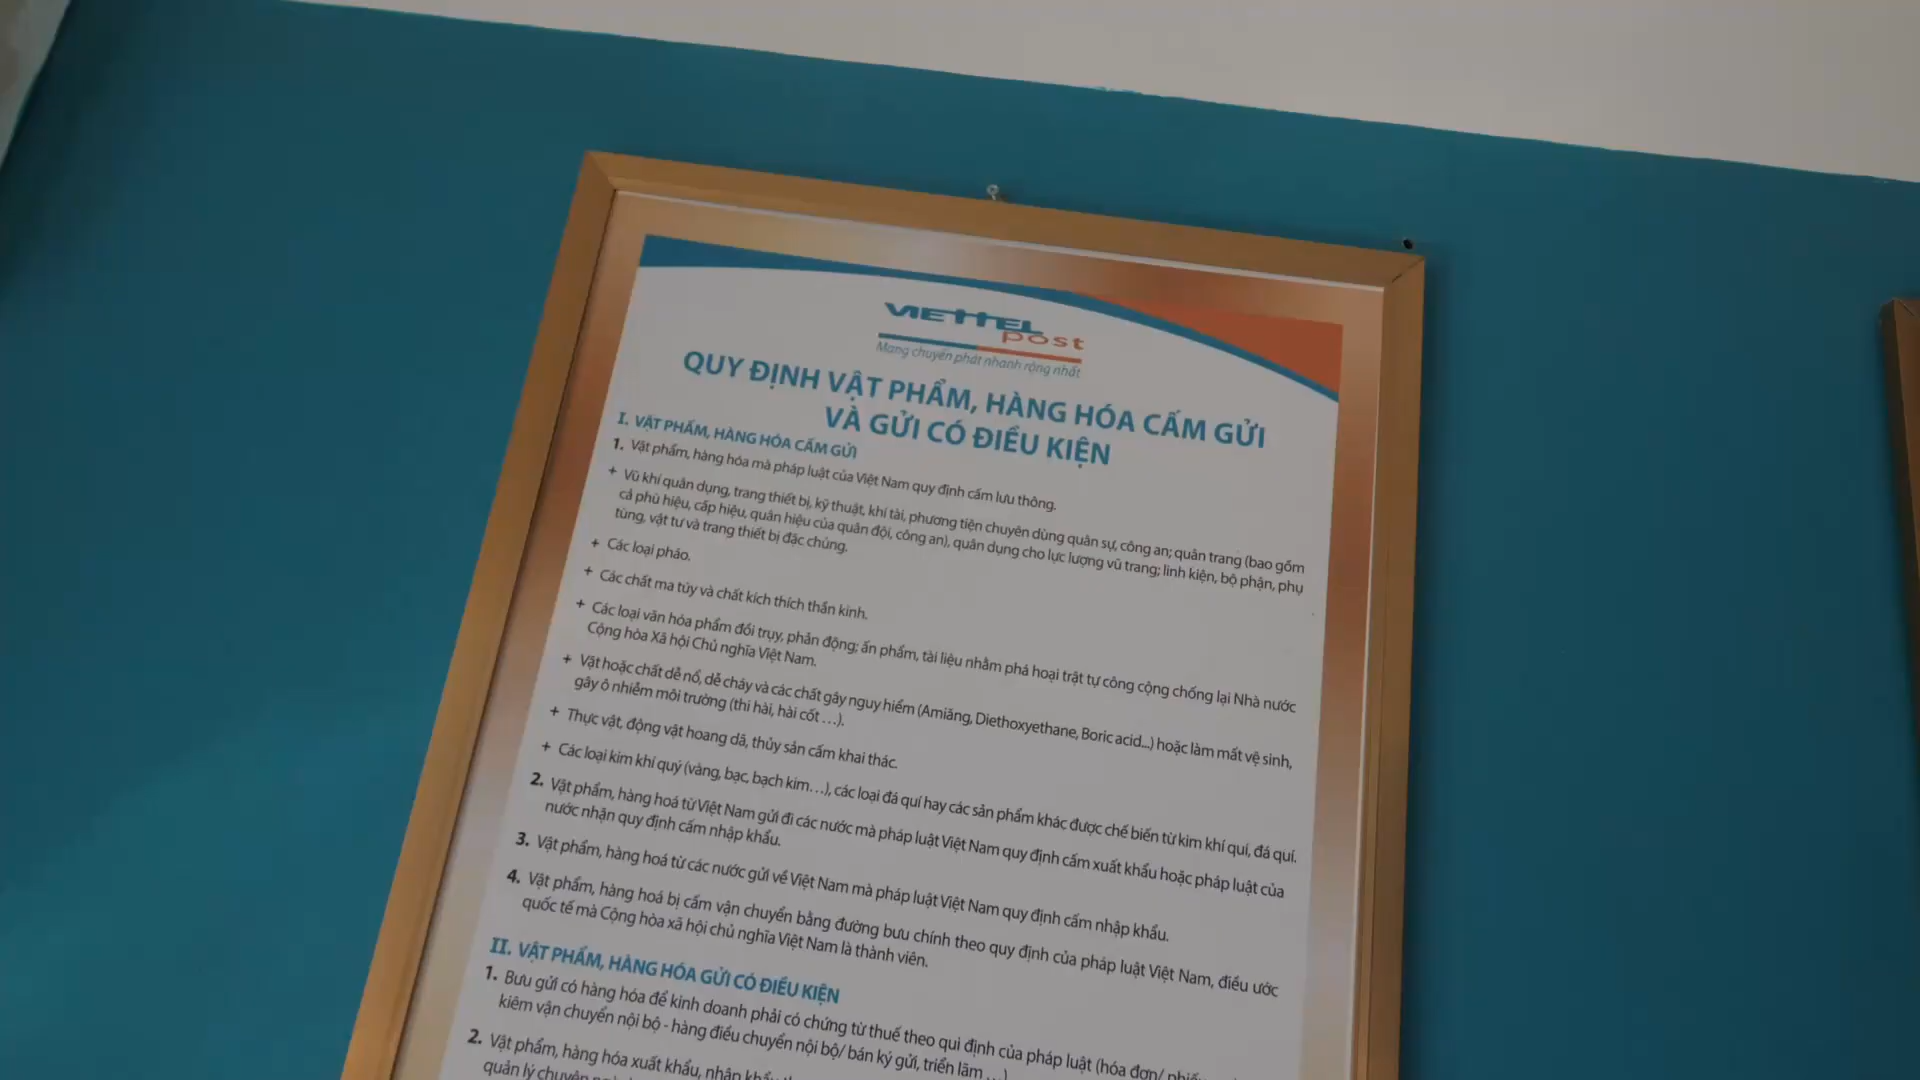 VIETTEL
post
Mạng chuyển phát nhanh rộng nhất
QUY ĐỊNH VẬT PHẨM, HÀNG HÓA CẤM GỬI
VÀ GỬI CÓ ĐIỀU KIỆN
I. VẬT PHẨM, HÀNG HÓA CẤM GỬI
1. Vật phẩm, hàng hóa mà pháp luật của Việt Nam quy định cấm lưu thông.
+ Vũ khí quân dụng, trang thiết bị, kỹ thuật, khí tài, phương tiện chuyên dùng quân sự, công an; quân trang (bao gồm
cả phù hiệu, cấp hiệu, quân hiệu của quân đội, công an), quân dụng cho lực lượng vũ trang; linh kiện, bộ phận, phụ
tùng, vật tư và trang thiết bị đặc chủng.
+ Các loại pháo.
+ Các chất ma túy và chất kích thích thần kinh.
+ Các loại văn hóa phẩm đồi trụy, phản động; ấn phẩm, tài liệu nhằm phá hoại trật tự công cộng chống lại Nhà nước
Cộng hòa Xã hội Chủ nghĩa Việt Nam.
+ Vật hoặc chất dễ nổ, dễ cháy và các chất gây nguy hiểm (Amiăng, Diethoxyethane, Boric acid...) hoặc làm mất vệ sinh,
gây ô nhiễm môi trường (thi hài, hài cốt ...).
+ Thực vật, động vật hoang dã, thủy sản cấm khai thác.
+ Các loại kim khí quý (vàng, bạc, bạch kim...), các loại đá quí hay các sản phẩm khác được chế biến từ kim khí quí, đá quí.
2. Vật phẩm, hàng hoá từ Việt Nam gửi đi các nước mà pháp luật Việt Nam quy định cấm xuất khẩu hoặc pháp luật của
nước nhận quy định cấm nhập khẩu.
3. Vật phẩm, hàng hoá từ các nước gửi về Việt Nam mà pháp luật Việt Nam quy định cấm nhập khẩu.
4. Vật phẩm, hàng hoá bị cấm vận chuyển bằng đường bưu chính theo quy định của pháp luật Việt Nam, điều ước
quốc tế mà Cộng hòa xã hội chủ nghĩa Việt Nam là thành viên.
II. VẬT PHẨM, HÀNG HÓA GỬI CÓ ĐIỀU KIỆN
1. Bưu gửi có hàng hóa để kinh doanh phải có chứng từ thuế theo qui định của pháp luật (hóa đơn/
kiêm vận chuyển nội bộ - hàng điều chuyển nội bộ/ bán ký gửi, triển lãm ...)
2. Vật phẩm, hàng hóa xuất khẩu, nhập
quản lý